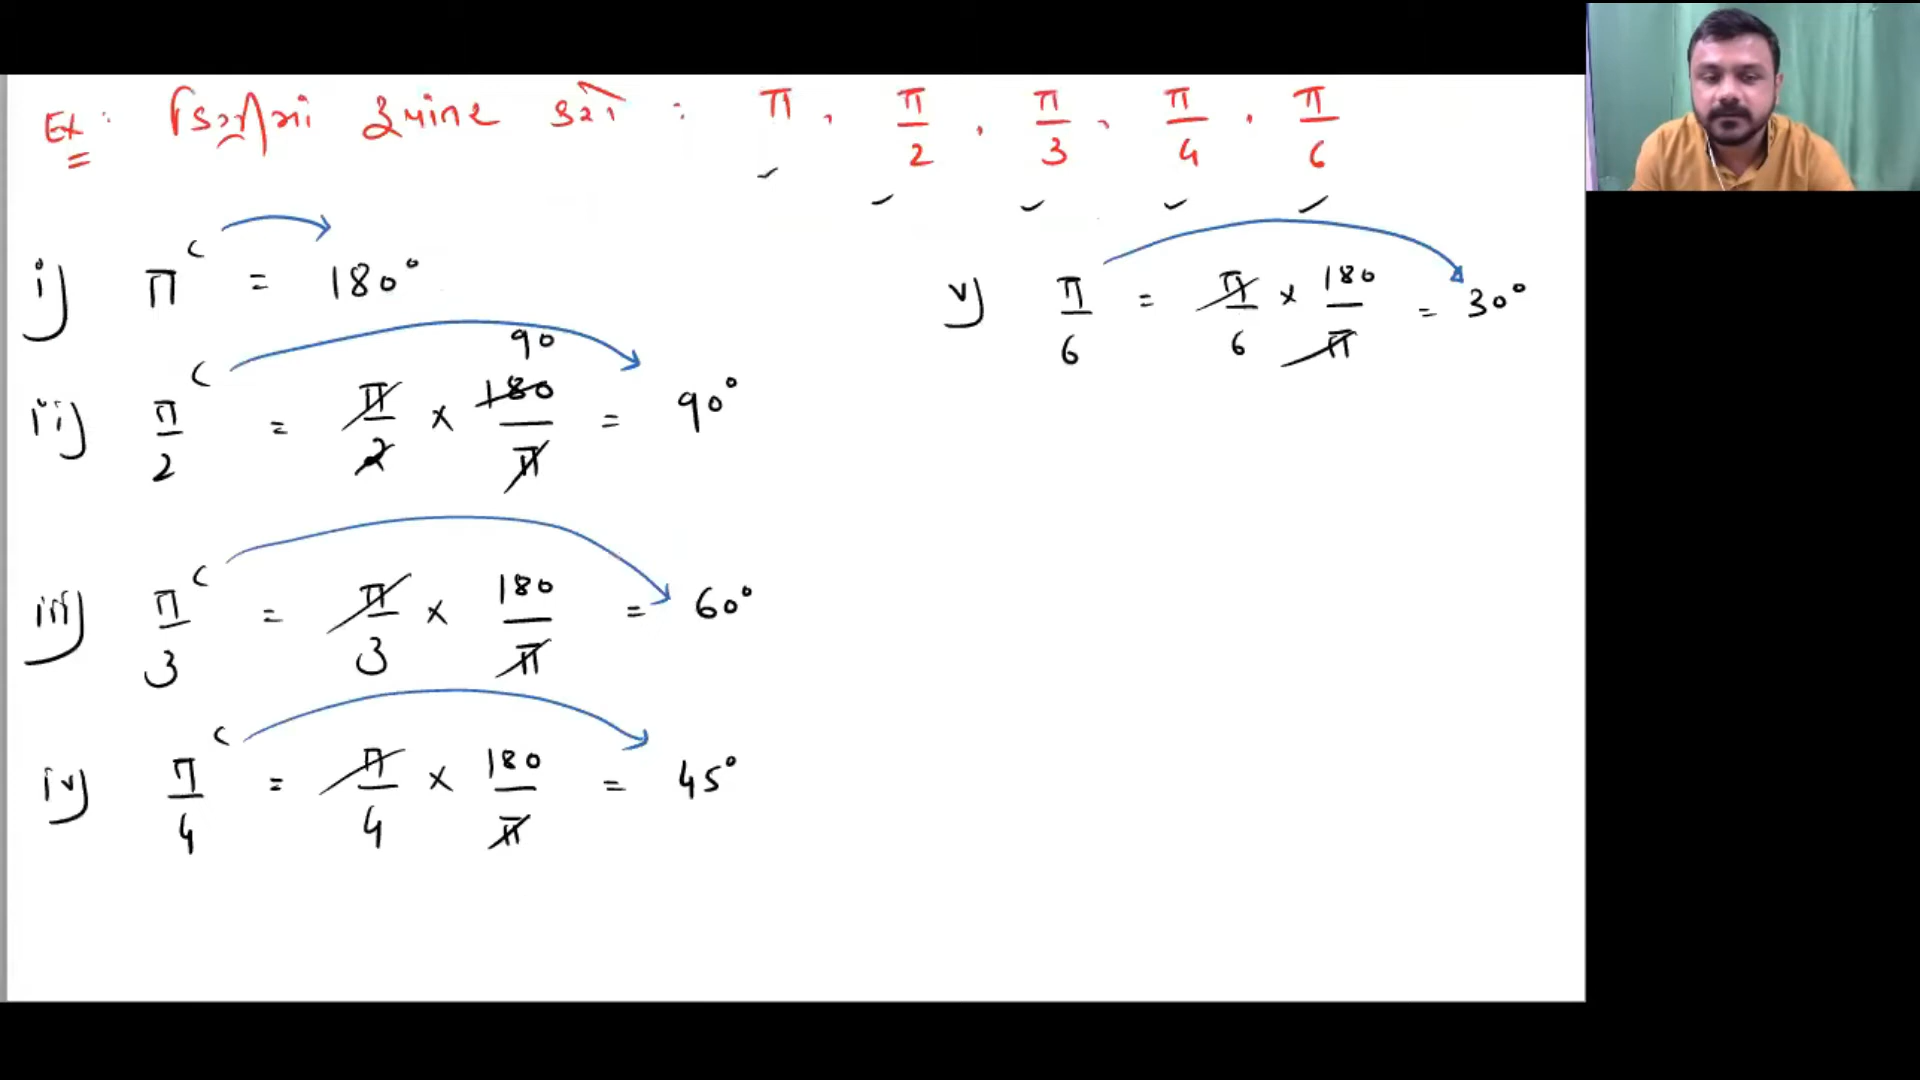 Ex : ડિગ્રીમાં રૂપાંતર કરો : π , π/2 , π/3 , π/4 , π/6
i) π^c = 180°
ii) π^c/2 = π/2 × 180/π = 90°
90
iii) π^c/3 = π/3 × 180/π = 60°
iv) π^c/4 = π/4 × 180/π = 45°
v) π/6 = π/6 × 180/π = 30°